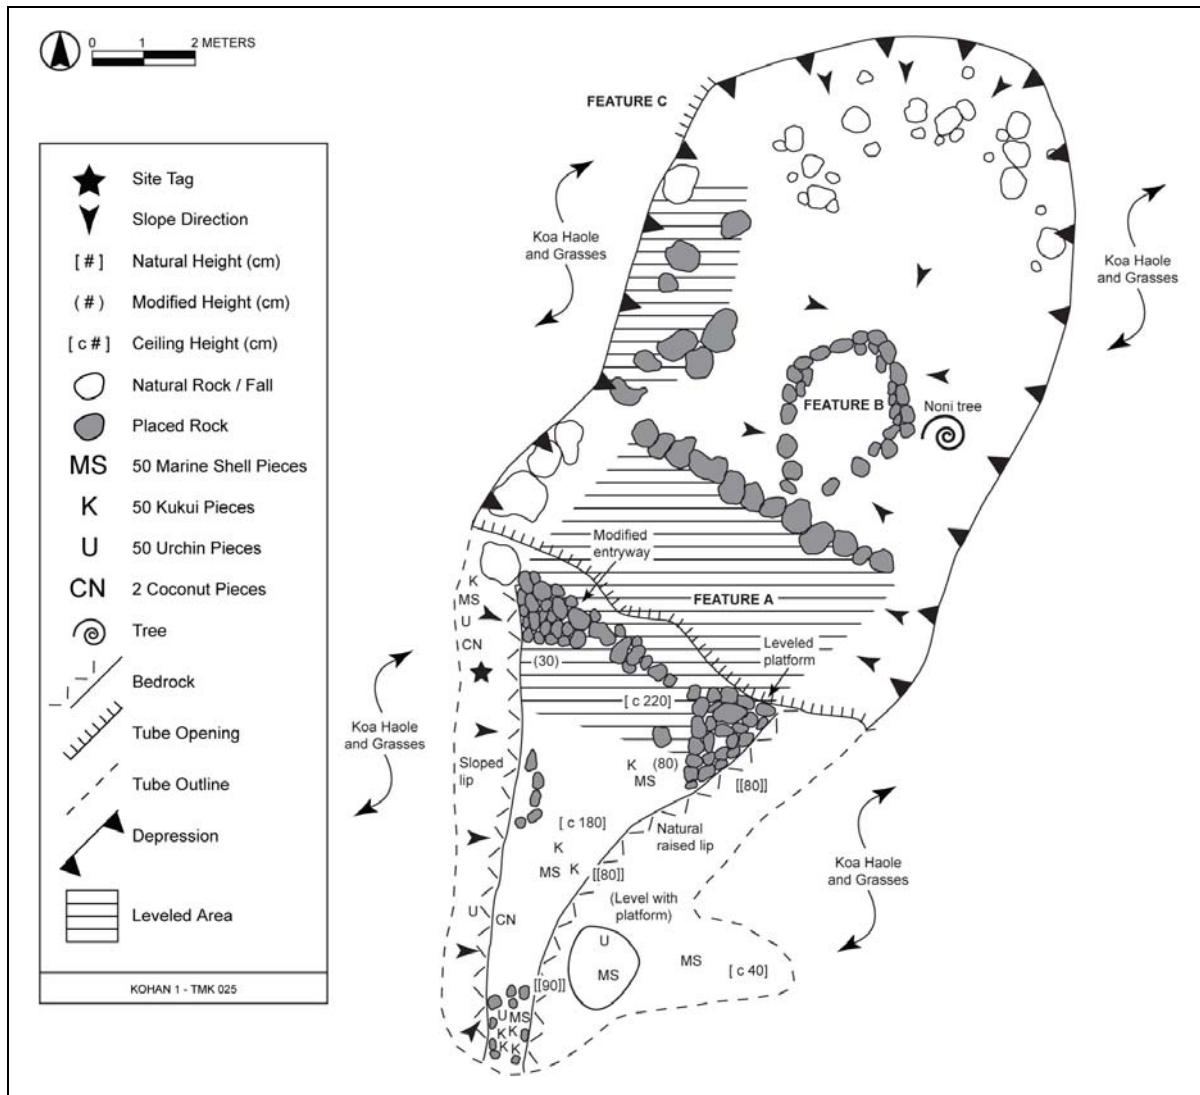 0 1 2 METERS
Site Tag
Slope Direction
[ # ] Natural Height (cm)
( # ) Modified Height (cm)
[ c # ] Ceiling Height (cm)
Natural Rock / Fall
Placed Rock
MS 50 Marine Shell Pieces
K 50 Kukui Pieces
U 50 Urchin Pieces
CN 2 Coconut Pieces
Tree
Bedrock
Tube Opening
Tube Outline
Depression
Leveled Area
KOHAN 1 - TMK 025
FEATURE C
Koa Haole
and Grasses
Koa Haole
and Grasses
FEATURE B
Noni tree
Modified
entryway
FEATURE A
K
MS
U
CN
(30)
Leveled
platform
[ c 220]
Koa Haole
and Grasses
Sloped
lip
K
(80)
MS
[[80]]
[ c 180]
Natural
raised lip
K
MS
K
[[80]]
Koa Haole
and Grasses
(Level with
platform)
U
CN
U
MS
MS
[ c 40]
[[90]]
U MS
K
K
K
K
K